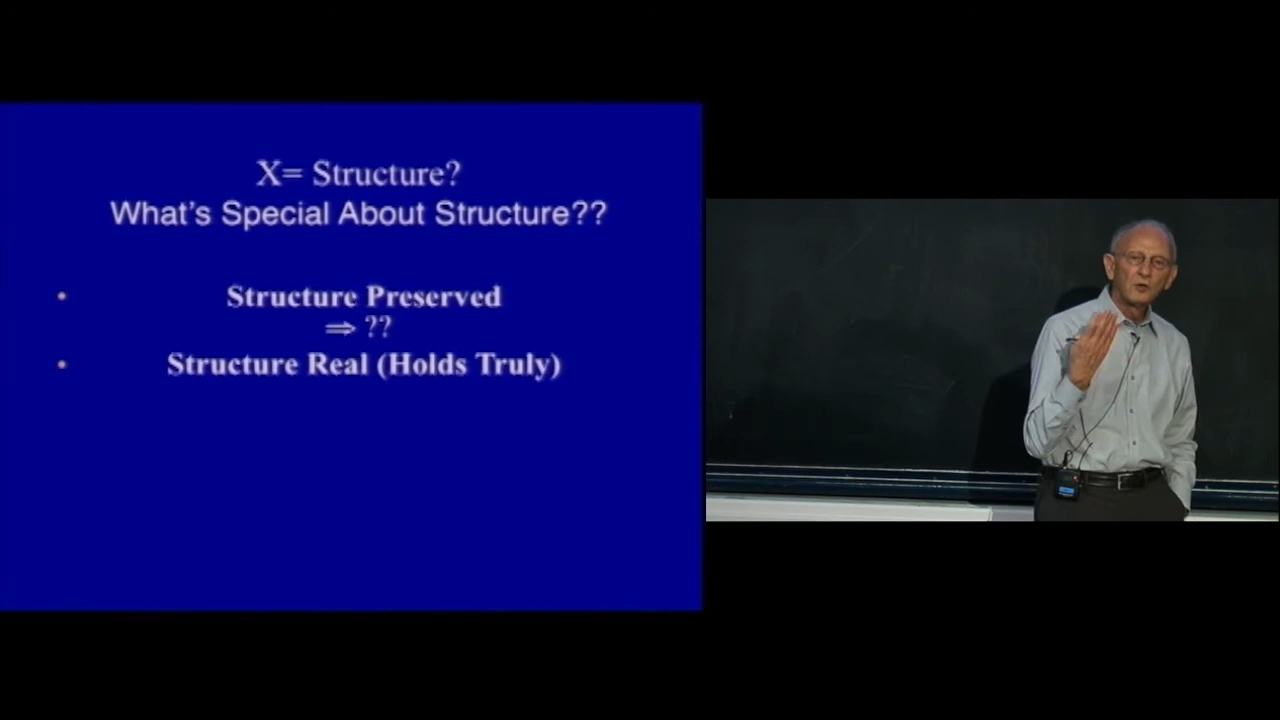 X= Structure?
What's Special About Structure??
• Structure Preserved
⇒ ??
• Structure Real (Holds Truly)